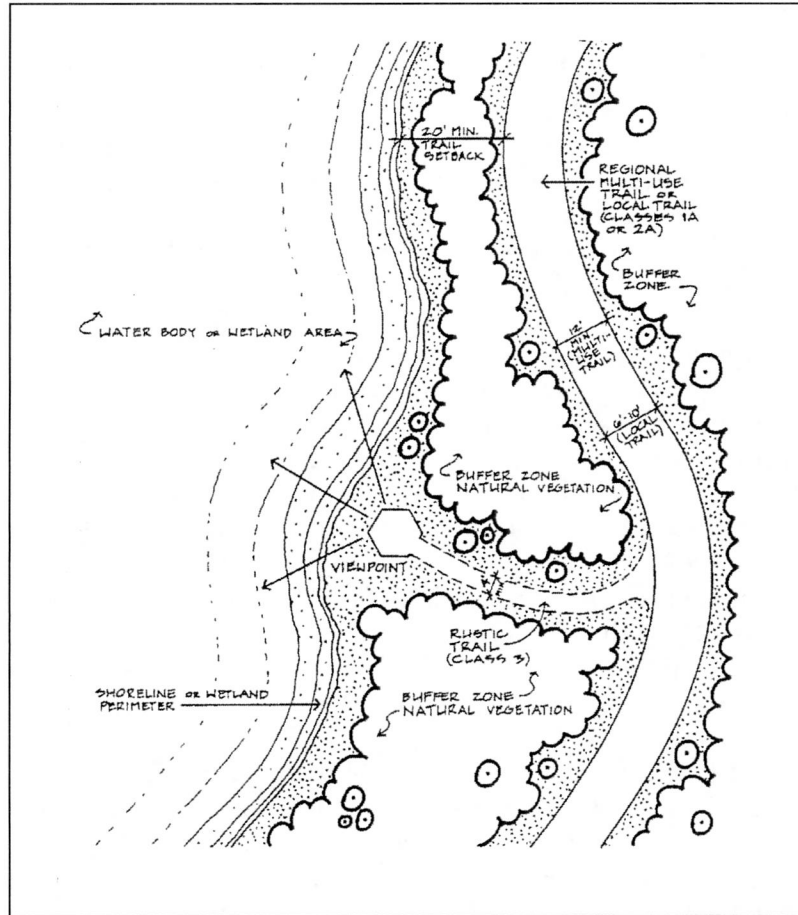 20' MIN.
TRAIL
SETBACK
REGIONAL
MULTI-USE
TRAIL OR
LOCAL TRAIL
(CLASSES 1A
OR 2A)
BUFFER
ZONE
WATER BODY OR WETLAND AREA
12'
MIN.
(MULTI-
USE
TRAIL)
6'-10'
(LOCAL
TRAIL)
BUFFER ZONE
NATURAL VEGETATION
VIEWPOINT
RUSTIC
TRAIL
(CLASS 3)
SHORELINE OR WETLAND
PERIMETER
BUFFER ZONE
NATURAL VEGETATION